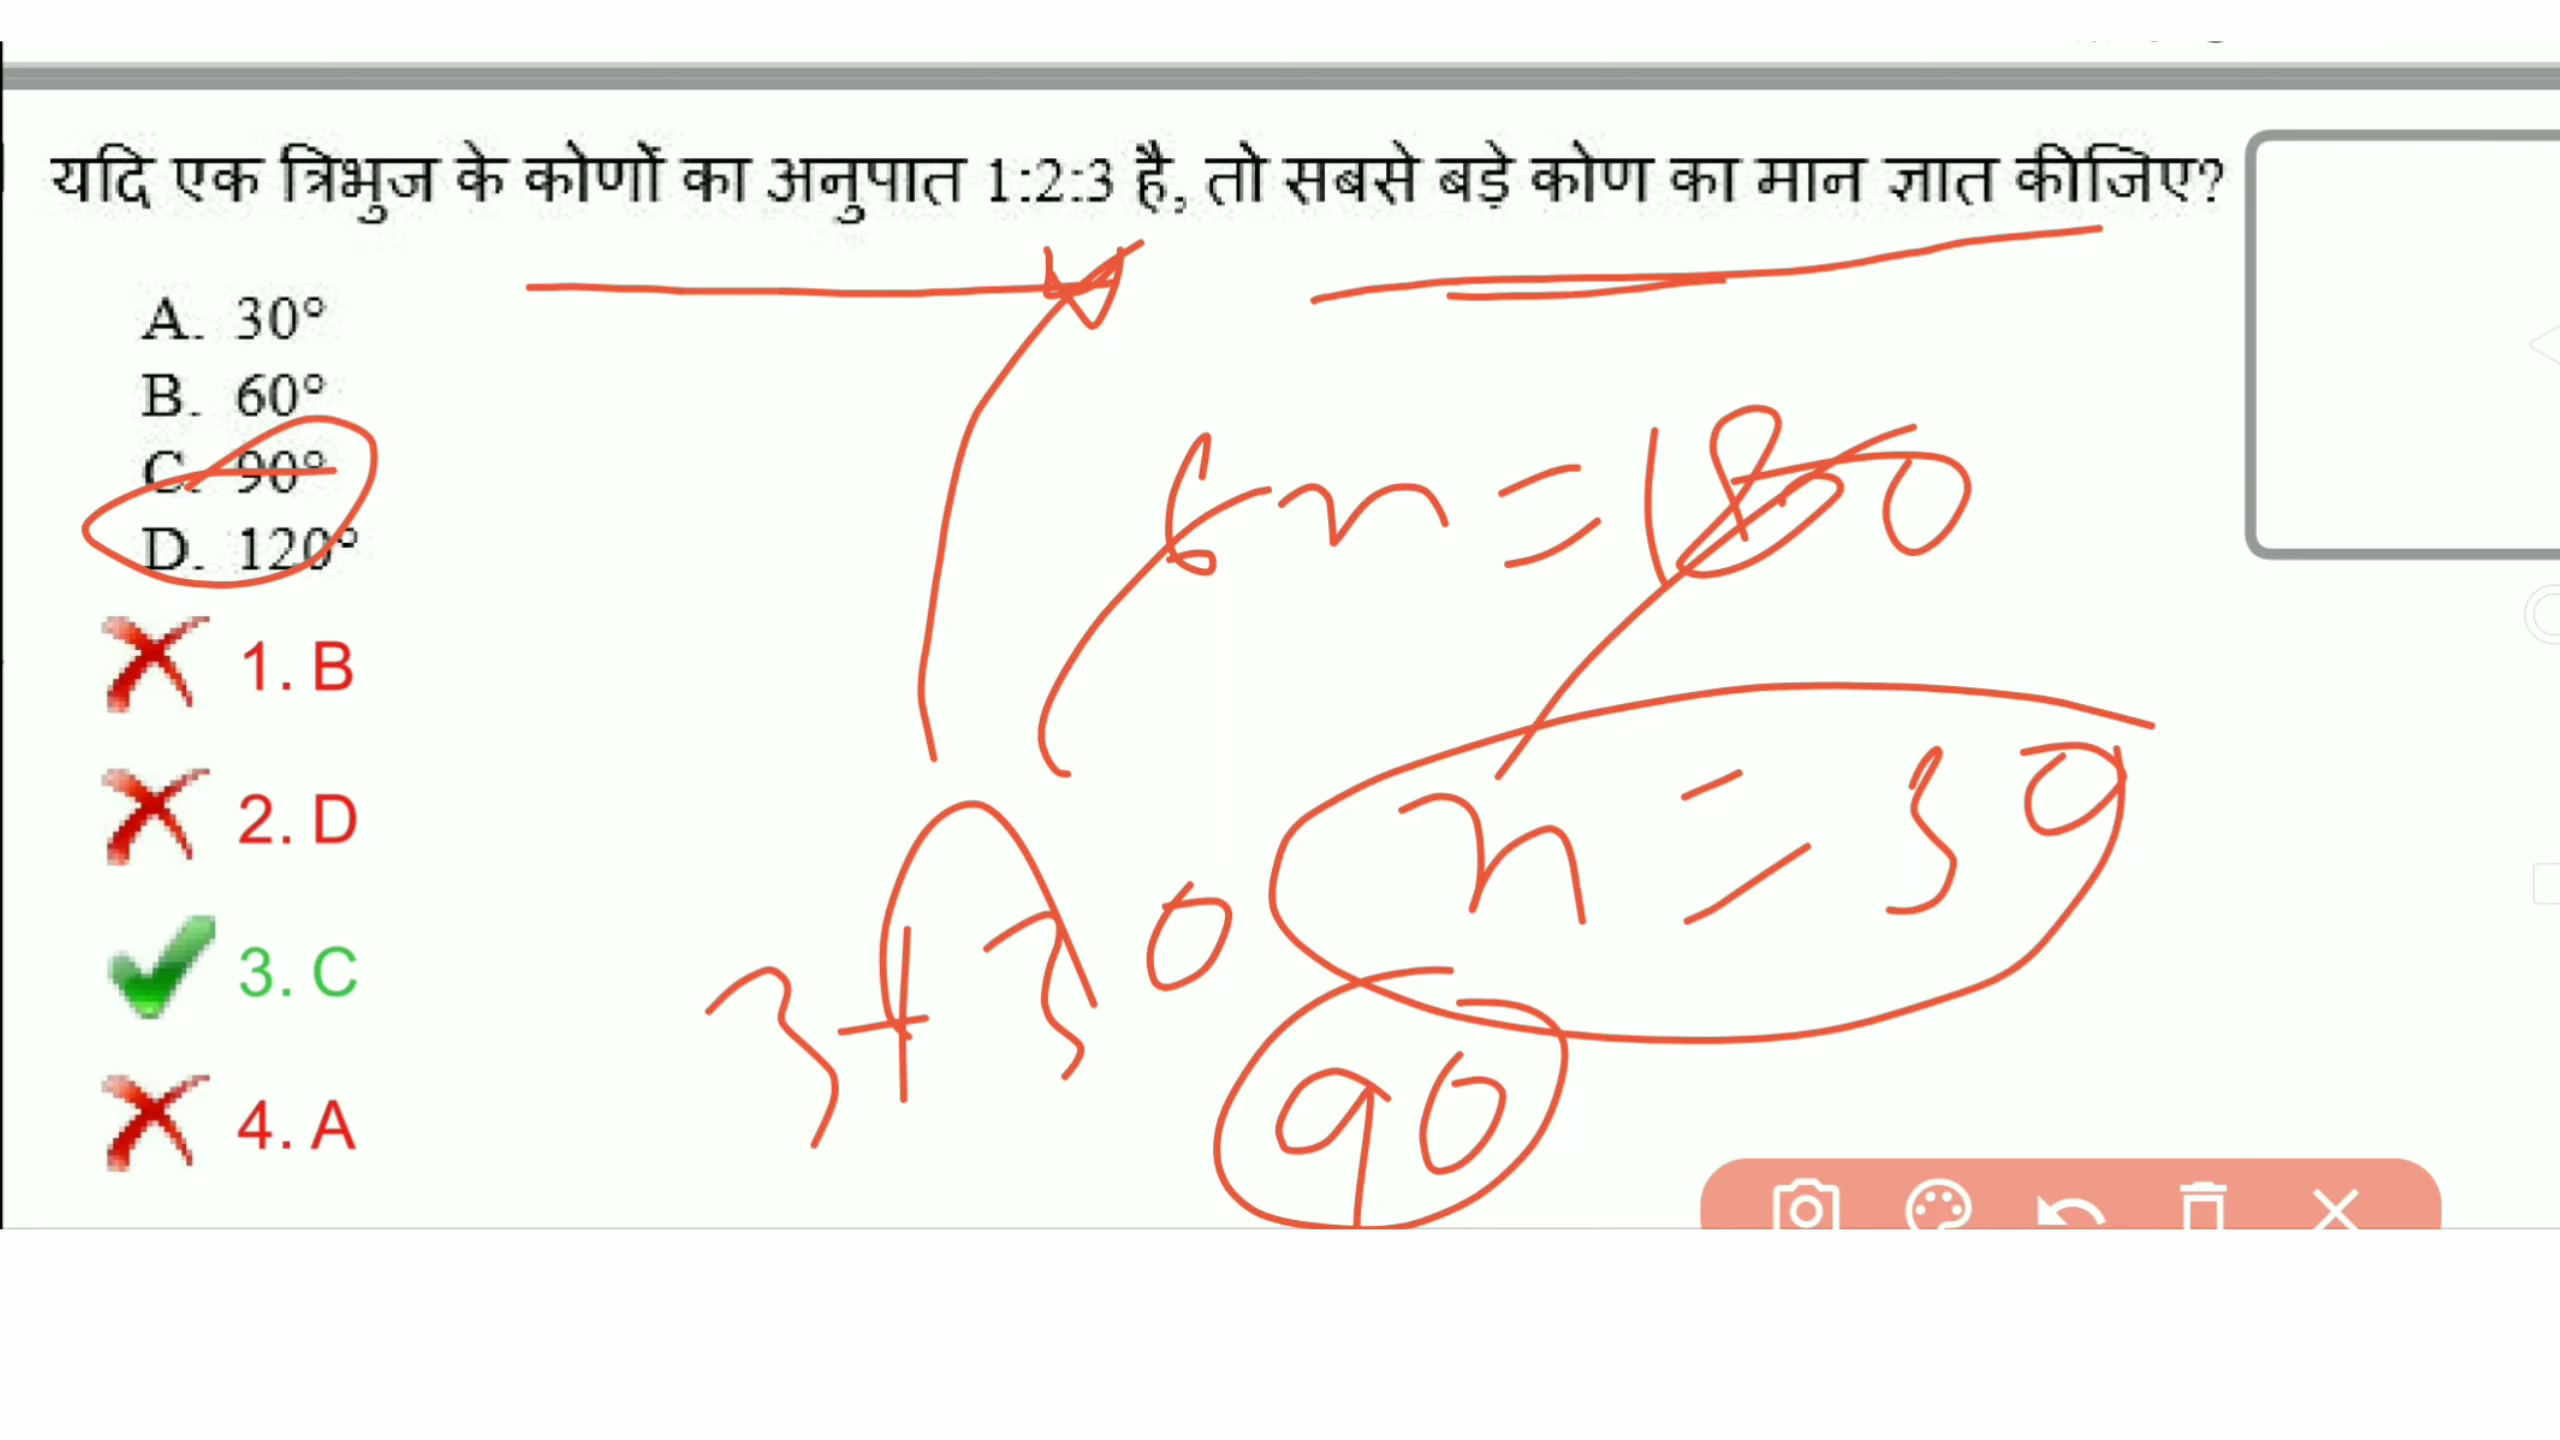 यदि एक त्रिभुज के कोणों का अनुपात 1:2:3 है, तो सबसे बड़े कोण का मान ज्ञात कीजिए?
A. 30°
B. 60°
C. 90°
D. 120°
1. B
2. D
3. C
4. A
6n = 180
n = 30
3 + 30
90